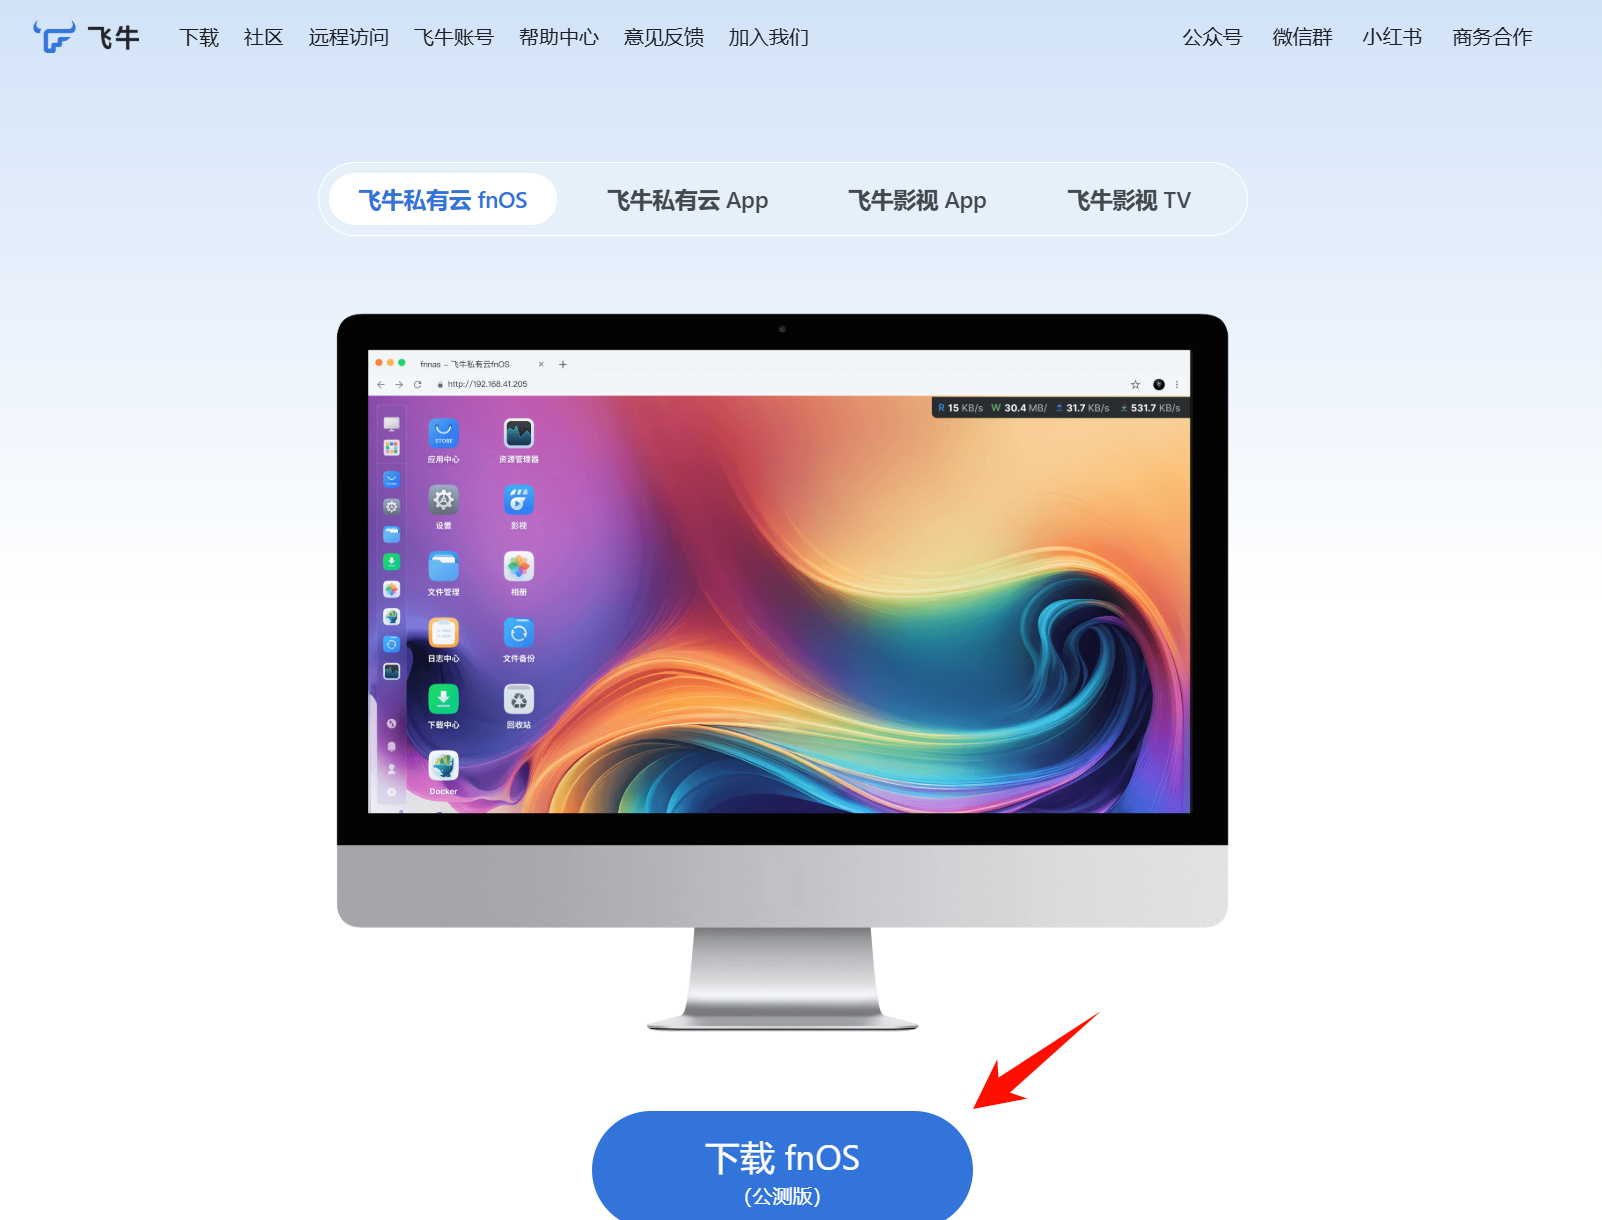 飞牛 下载 社区 远程访问 飞牛账号 帮助中心 意见反馈 加入我们 公众号 微信群 小红书 商务合作
飞牛私有云 fnOS 飞牛私有云 App 飞牛影视 App 飞牛影视 TV
fnnas – 飞牛私有云fnOS
http://192.168.41.205
R 15 KB/s W 30.4 MB/ 31.7 KB/s 531.7 KB/s
STORE
应用中心 资源管理器
设置 影视
文件管理 相册
日志中心 文件备份
下载中心 回收站
Docker
下载 fnOS
(公测版)